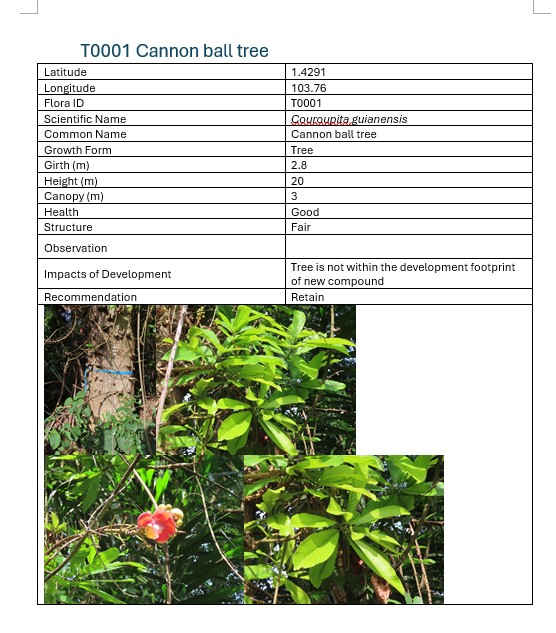 T0001 Cannon ball tree
Latitude 1.4291
Longitude 103.76
Flora ID T0001
Scientific Name Couroupita guianensis
Common Name Cannon ball tree
Growth Form Tree
Girth (m) 2.8
Height (m) 20
Canopy (m) 3
Health Good
Structure Fair
Observation
Impacts of Development Tree is not within the development footprint
of new compound
Recommendation Retain